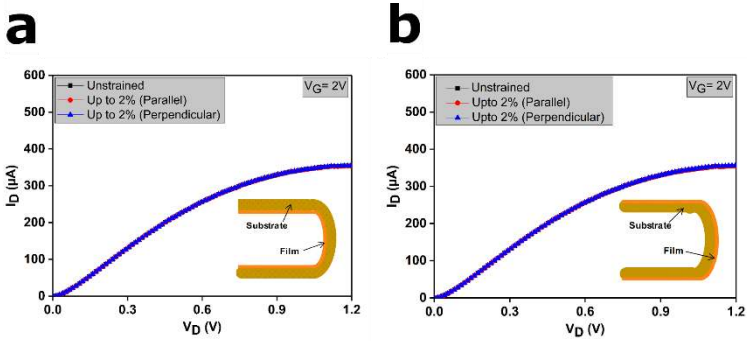 a
600
500
400
300
200
100
0
I_D (µA)
Unstrained
Up to 2% (Parallel)
Up to 2% (Perpendicular)
V_G= 2V
Substrate
Film
0.0 0.3 0.6 0.9 1.2
V_D (V)
b
600
500
400
300
200
100
0
I_D (µA)
Unstrained
Upto 2% (Parallel)
Upto 2% (Perpendicular)
V_G= 2V
Substrate
Film
0.0 0.3 0.6 0.9 1.2
V_D (V)